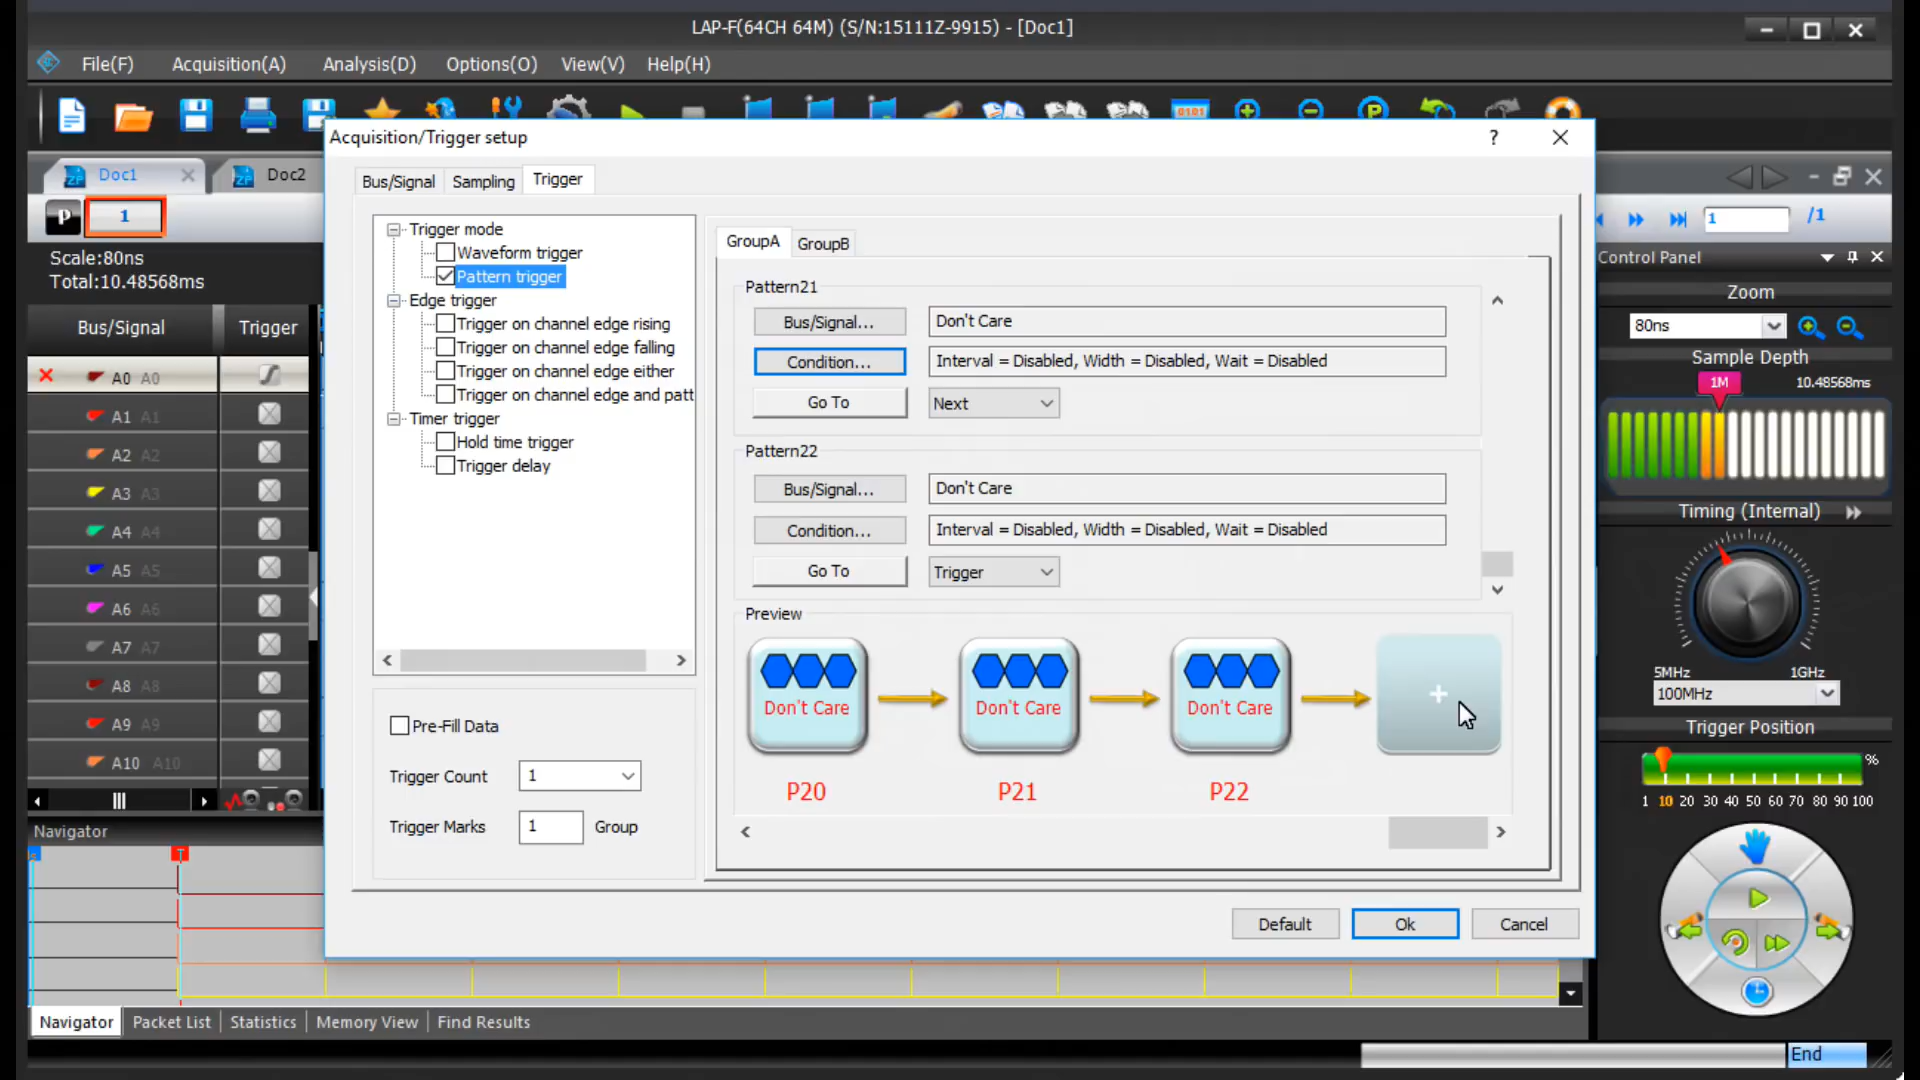 LAP-F(64CH 64M) (S/N:15111Z-9915) - [Doc1]
File(F) Acquisition(A) Analysis(D) Options(O) View(V) Help(H)
Acquisition/Trigger setup
?
Doc1
Doc2
P
1
Scale:80ns
Total:10.48568ms
Bus/Signal Trigger
A0 A0
A1 A1
A2 A2
A3 A3
A4 A4
A5 A5
A6 A6
A7 A7
A8 A8
A9 A9
A10 A10
Bus/Signal Sampling Trigger
Trigger mode
Waveform trigger
Pattern trigger
Edge trigger
Trigger on channel edge rising
Trigger on channel edge falling
Trigger on channel edge either
Trigger on channel edge and patt
Timer trigger
Hold time trigger
Trigger delay
Pre-Fill Data
Trigger Count 1
Trigger Marks 1 Group
GroupA GroupB
Pattern21
Bus/Signal... Don't Care
Condition... Interval = Disabled, Width = Disabled, Wait = Disabled
Go To Next
Pattern22
Bus/Signal... Don't Care
Condition... Interval = Disabled, Width = Disabled, Wait = Disabled
Go To Trigger
Preview
Don't Care Don't Care Don't Care
P20 P21 P22
Default Ok Cancel
1 /1
Control Panel
Zoom
80ns
Sample Depth
1M 10.48568ms
Timing (Internal)
5MHz 1GHz
100MHz
Trigger Position
%
1 10 20 30 40 50 60 70 80 90 100
Navigator
T
Navigator Packet List Statistics Memory View Find Results
End